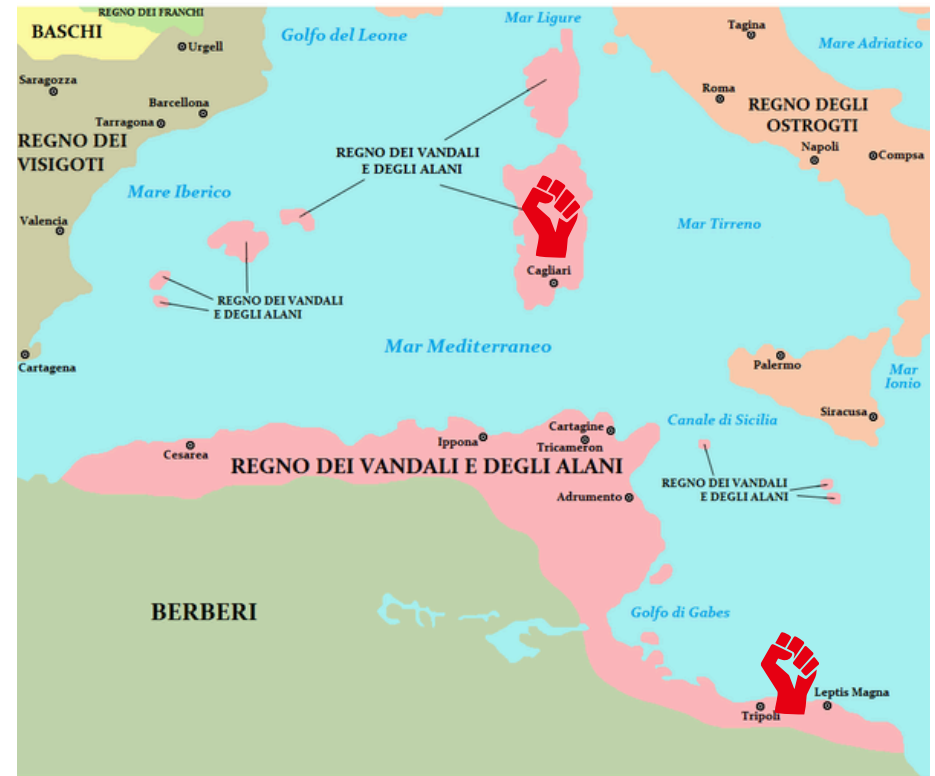 REGNO DEI FRANCHI
BASCHI
Urgell
Golfo del Leone
Mar Ligure
Tagina
Mare Adriatico
Saragozza
Barcellona
Tarragona
Roma
REGNO DEGLI
OSTROGTI
REGNO DEI
VISIGOTI
REGNO DEI VANDALI
E DEGLI ALANI
Napoli
Compsa
Mare Iberico
Valencia
Mar Tirreno
Cagliari
REGNO DEI VANDALI
E DEGLI ALANI
Mar Mediterraneo
Cartagena
Palermo
Mar
Ionio
Siracusa
Canale di Sicilia
Cartagine
Ippona
Tricameron
Cesarea
REGNO DEI VANDALI E DEGLI ALANI
REGNO DEI VANDALI
E DEGLI ALANI
Adrumento
BERBERI
Golfo di Gabes
Leptis Magna
Tripoli